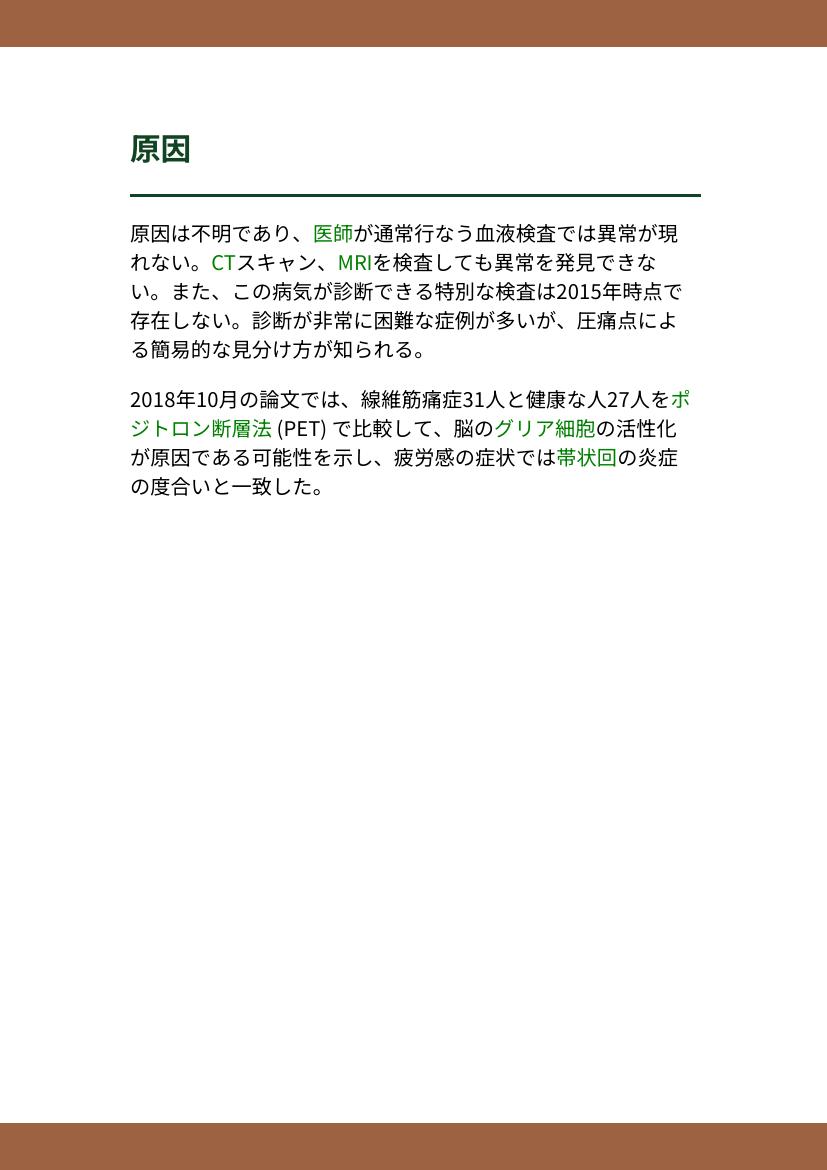 原因
原因は不明であり、医師が通常行なう血液検査では異常が現
れない。CTスキャン、MRIを検査しても異常を発見できな
い。また、この病気が診断できる特別な検査は2015年時点で
存在しない。診断が非常に困難な症例が多いが、圧痛点によ
る簡易的な見分け方が知られる。
2018年10月の論文では、線維筋痛症31人と健康な人27人をポ
ジトロン断層法 (PET) で比較して、脳のグリア細胞の活性化
が原因である可能性を示し、疲労感の症状では帯状回の炎症
の度合いと一致した。